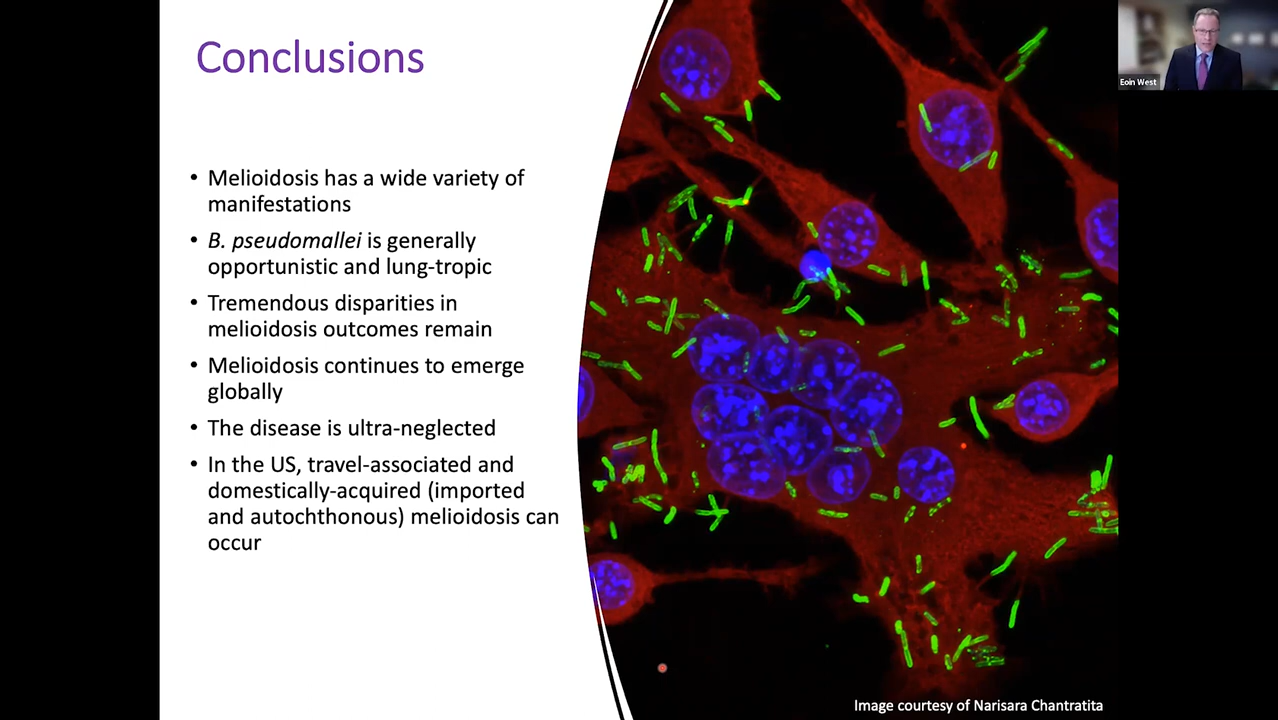 Conclusions
• Melioidosis has a wide variety of
manifestations
• B. pseudomallei is generally
opportunistic and lung-tropic
• Tremendous disparities in
melioidosis outcomes remain
• Melioidosis continues to emerge
globally
• The disease is ultra-neglected
• In the US, travel-associated and
domestically-acquired (imported
and autochthonous) melioidosis can
occur
Eoin West
Image courtesy of Narisara Chantratita